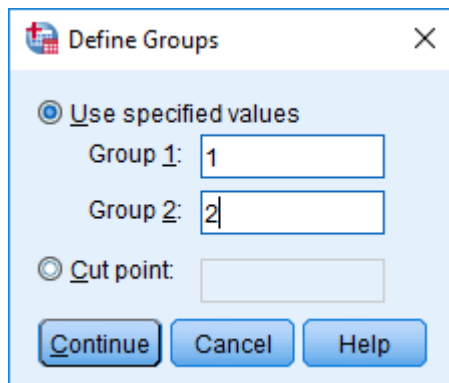 Define Groups
Use specified values
Group 1: 1
Group 2: 2
Cut point:
Continue Cancel Help